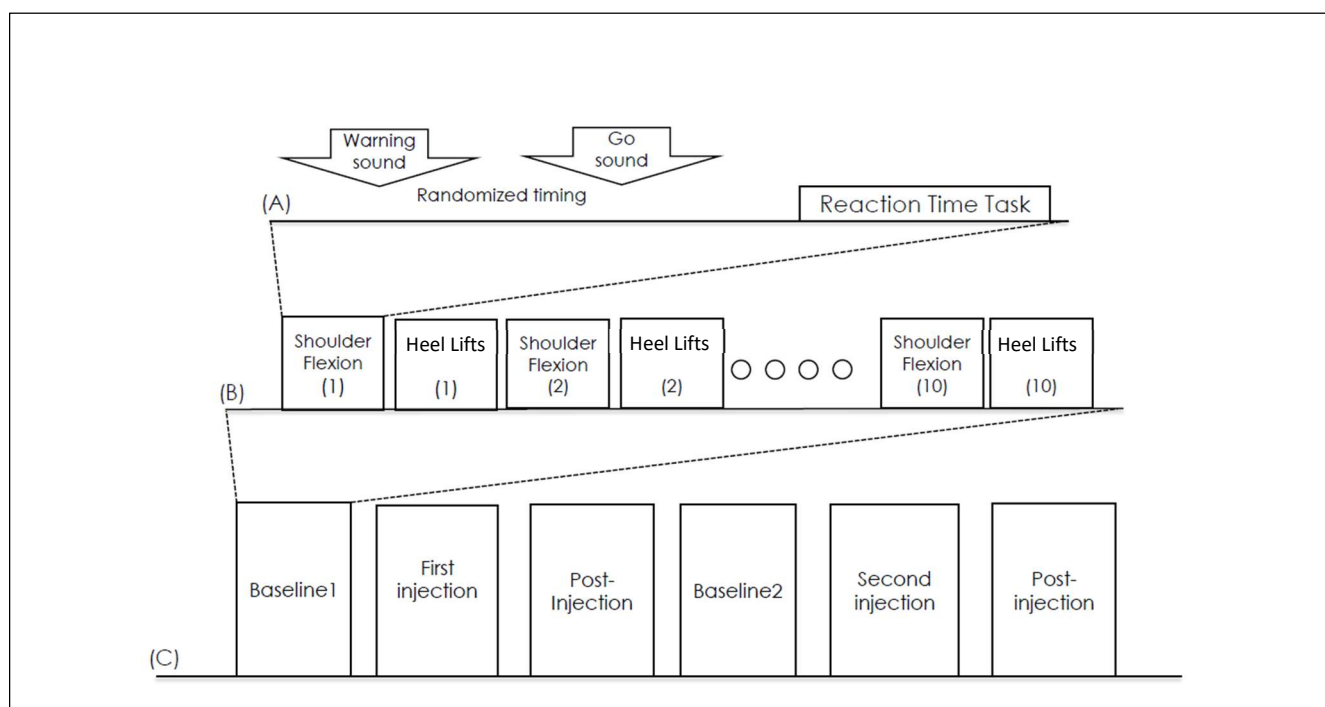 Warning
sound
Go
sound
Randomized timing
(A)
Reaction Time Task
Shoulder
Flexion
(1)
Heel Lifts
(1)
Shoulder
Flexion
(2)
Heel Lifts
(2)
Shoulder
Flexion
(10)
Heel Lifts
(10)
(B)
Baseline1
First
injection
Post-
Injection
Baseline2
Second
injection
Post-
injection
(C)